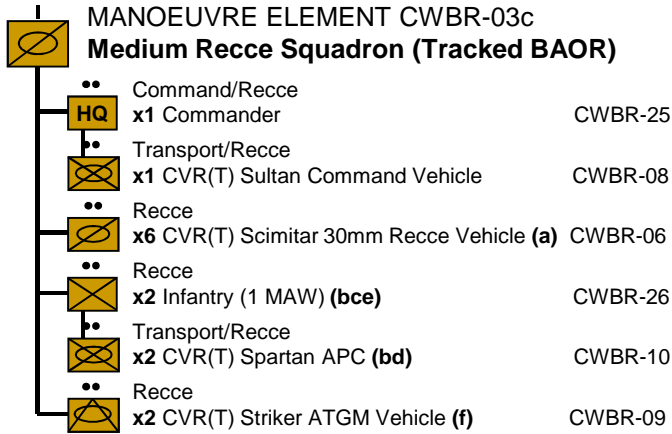 MANOEUVRE ELEMENT CWBR-03c
Medium Recce Squadron (Tracked BAOR)
Command/Recce
HQ x1 Commander CWBR-25
Transport/Recce
x1 CVR(T) Sultan Command Vehicle CWBR-08
Recce
x6 CVR(T) Scimitar 30mm Recce Vehicle (a) CWBR-06
Recce
x2 Infantry (1 MAW) (bce) CWBR-26
Transport/Recce
x2 CVR(T) Spartan APC (bd) CWBR-10
Recce
x2 CVR(T) Striker ATGM Vehicle (f) CWBR-09